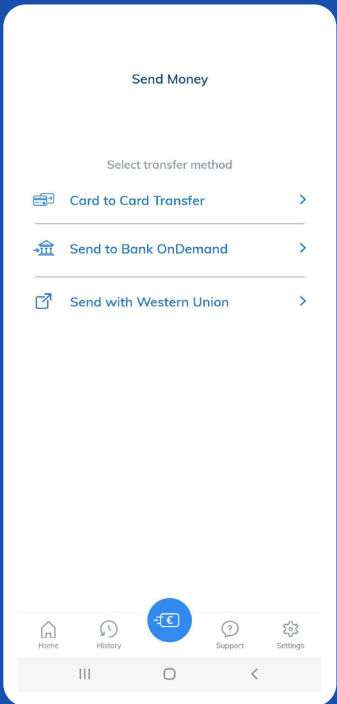 Send Money
Select transfer method
Card to Card Transfer
Send to Bank OnDemand
Send with Western Union
€
Home
History
Support
Settings